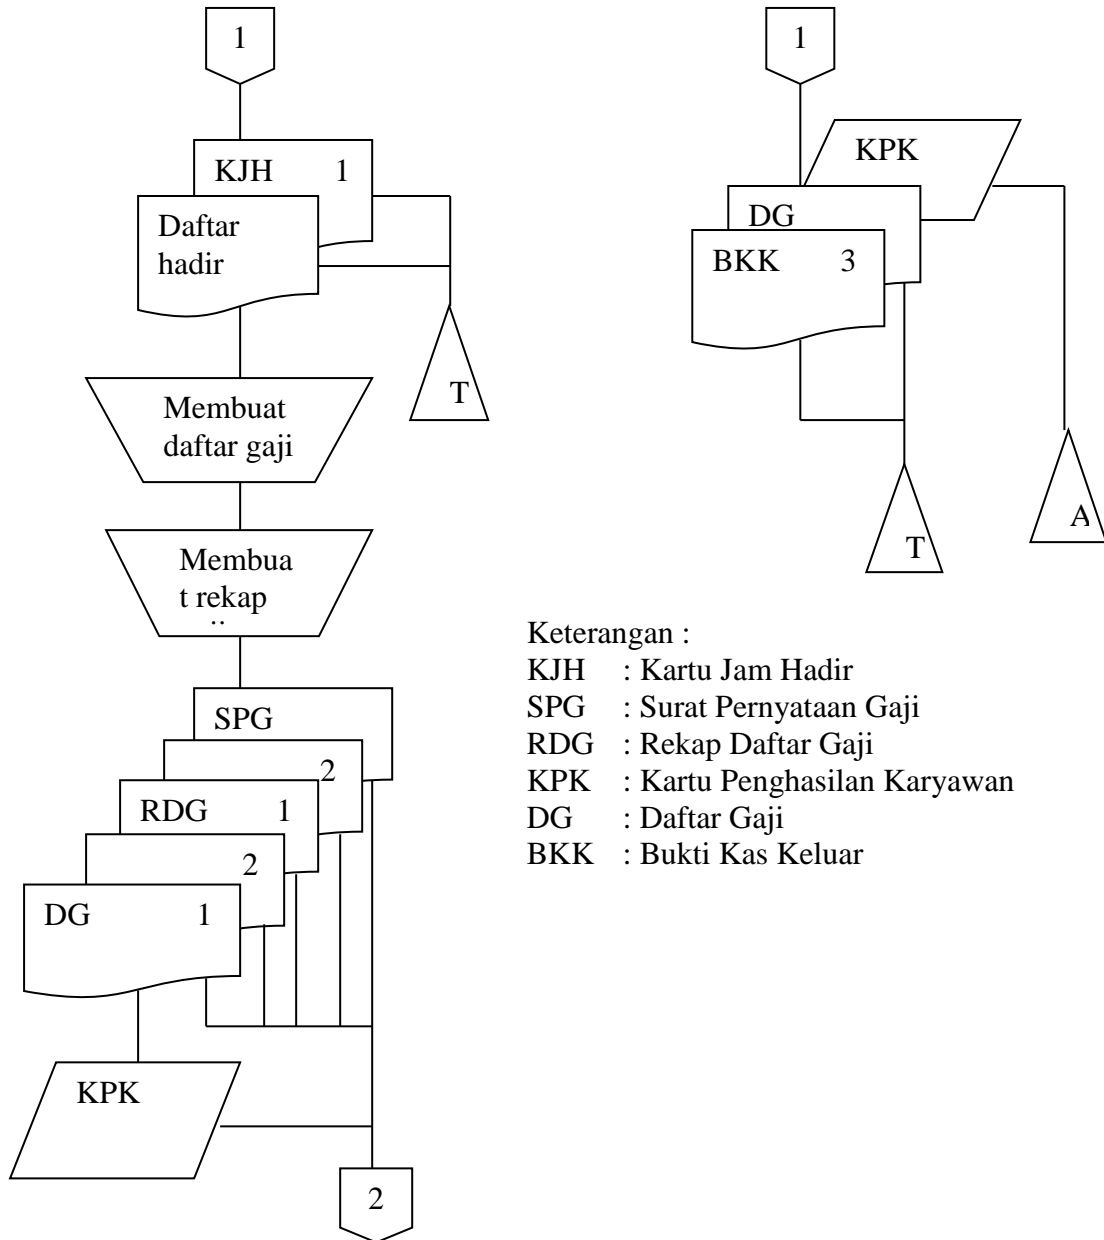 1
KJH 1
Daftar
hadir
T
Membuat
daftar gaji
Membua
t rekap
SPG
2
RDG 1
2
DG 1
KPK
2
1
KPK
DG
BKK 3
T
A
Keterangan :
KJH : Kartu Jam Hadir
SPG : Surat Pernyataan Gaji
RDG : Rekap Daftar Gaji
KPK : Kartu Penghasilan Karyawan
DG : Daftar Gaji
BKK : Bukti Kas Keluar